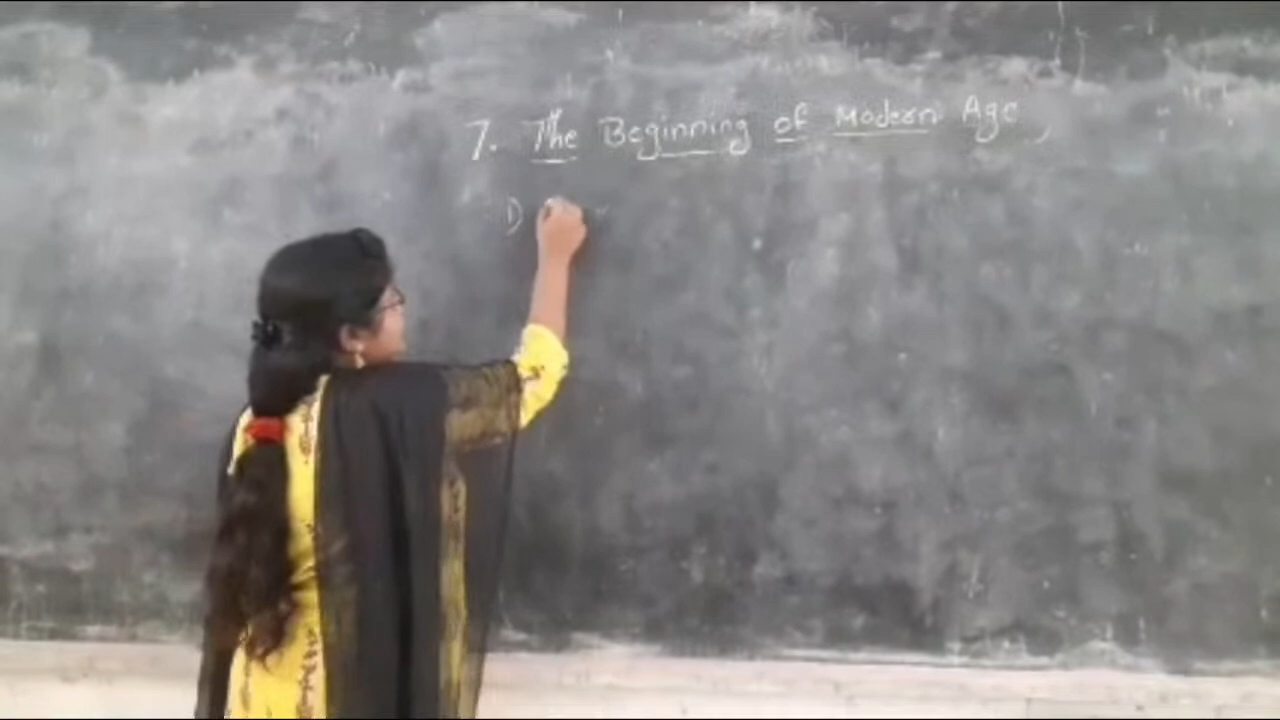 7. The Beginning of Modern Age
1)